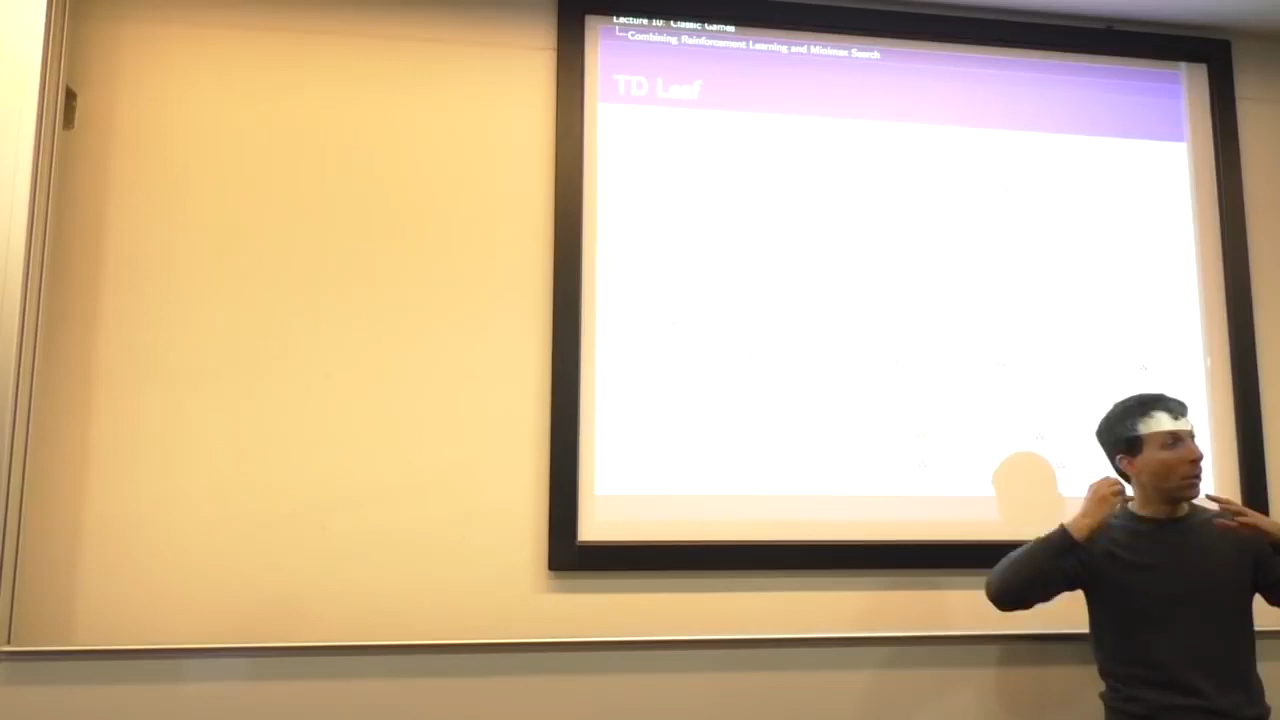 Lecture 10: Classic Games
Combining Reinforcement Learning and Minimax Search
TD Leaf